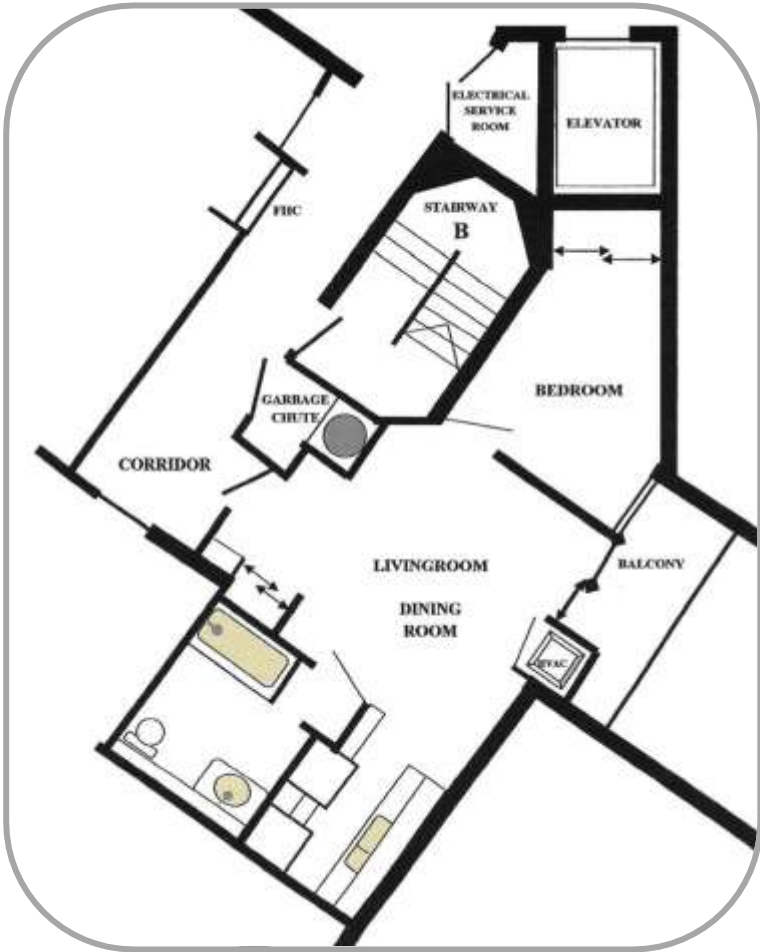 ELECTRICAL
SERVICE
ROOM
ELEVATOR
FHC
STAIRWAY
B
BEDROOM
GARBAGE
CHUTE
CORRIDOR
LIVINGROOM
BALCONY
DINING
ROOM
HVAC